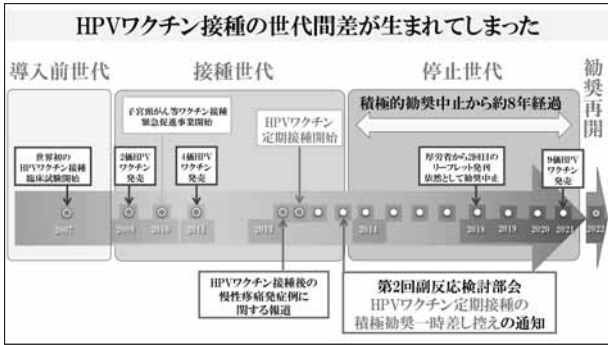 HPVワクチン接種の世代間差が生まれてしまった
導入前世代
接種世代
停止世代
勧奨再開
積極的勧奨中止から約8年経過
子宮頸がん等ワクチン接種
緊急促進事業開始
HPVワクチン
定期接種開始
世界初の
HPVワクチン接種
臨床試験開始
2価HPV
ワクチン
発売
4価HPV
ワクチン
発売
厚労省から2回目の
リーフレット発刊
依然として勧奨中止
9価HPV
ワクチン
発売
2007
2009
2010
2011
2013
2014
2018
2019
2020
2021
2022
HPVワクチン接種後の
慢性疼痛発症例に
関する報道
第2回副反応検討部会
HPVワクチン定期接種の
積極勧奨一時差し控えの通知